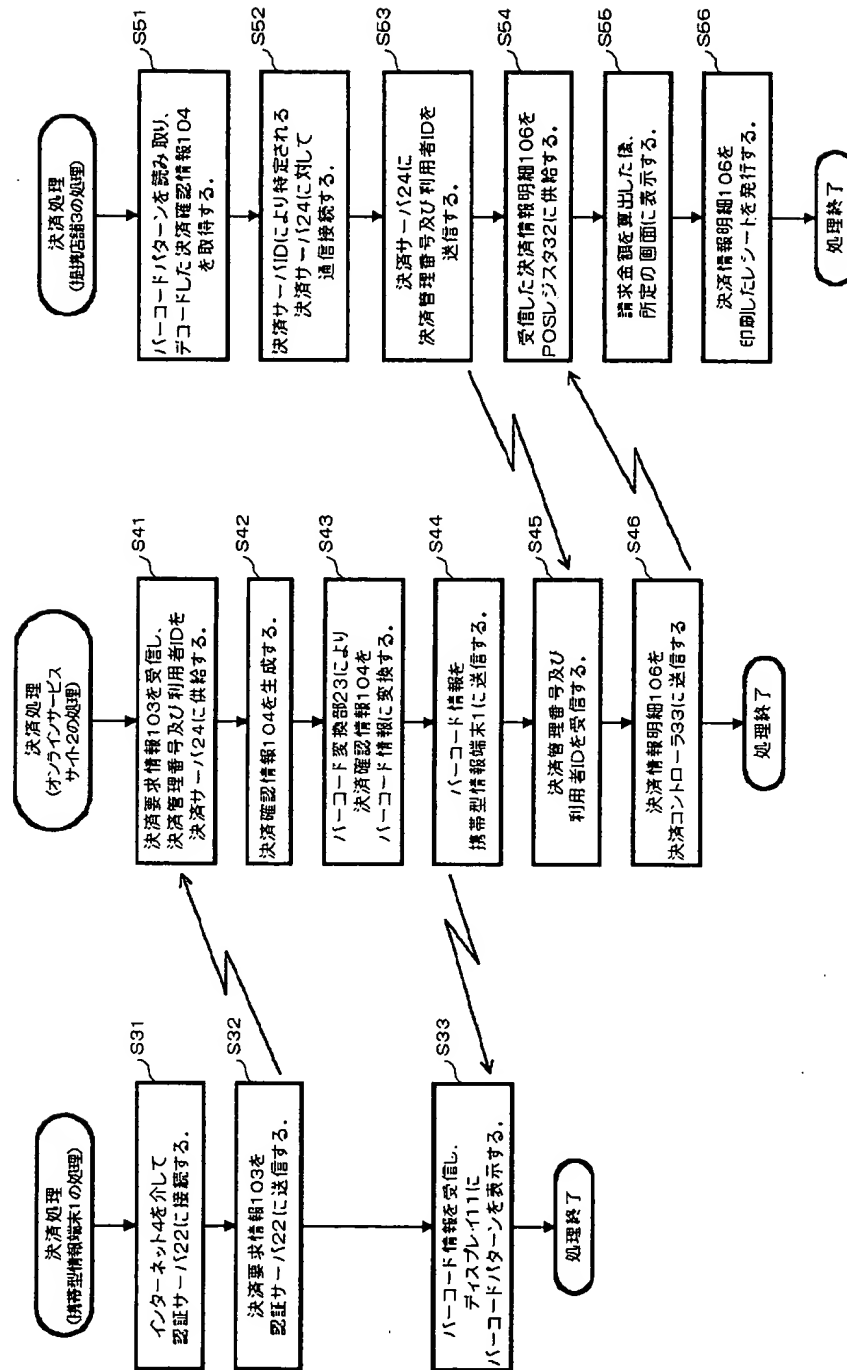 決済処理
(携帯型情報端末1の処理)
S31
インターネット4を介して
認証サーバ22に接続する。
S32
決済要求情報103を
認証サーバ22に送信する。
S33
バーコード情報を受信し、
ディスプレイ11に
バーコードパターンを表示する。
処理終了
決済処理
(オンラインサービス
サイト2の処理)
S41
決済要求情報103を受信し、
決済管理番号及び利用者IDを
決済サーバ24に供給する。
S42
決済確認情報104を生成する。
S43
バーコード変換部23により
決済確認情報104を
バーコード情報に変換する。
S44
バーコード情報を
携帯型情報端末1に送信する。
S45
決済管理番号及び
利用者IDを受信する。
S46
決済情報明細106を
決済コントローラ33に送信する
処理終了
決済処理
(提携店舗3の処理)
S51
バーコードパターンを読み取り、
デコードした決済確認情報104
を取得する。
S52
決済サーバIDにより特定される
決済サーバ24に対して
通信接続する。
S53
決済サーバ24に
決済管理番号及び利用者IDを
送信する。
S54
受信した決済情報明細106を
POSレジスタ32に供給する。
S55
請求金額を算出した後、
所定の画面に表示する。
S56
決済情報明細106を
印刷したレシートを発行する。
処理終了